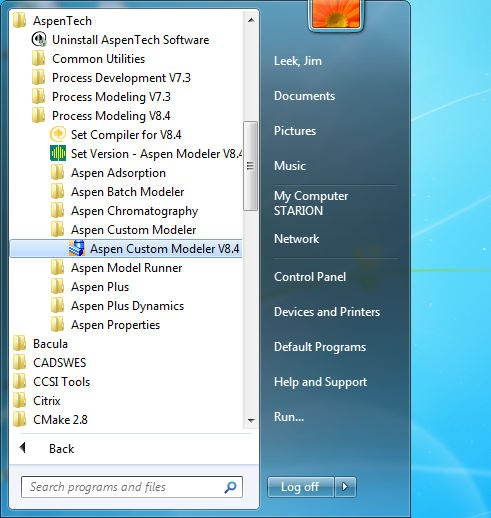 AspenTech
Uninstall AspenTech Software
Common Utilities
Process Development V7.3
Process Modeling V7.3
Process Modeling V8.4
Set Compiler for V8.4
Set Version - Aspen Modeler V8.4
Aspen Adsorption
Aspen Batch Modeler
Aspen Chromatography
Aspen Custom Modeler
Aspen Custom Modeler V8.4
Aspen Model Runner
Aspen Plus
Aspen Plus Dynamics
Aspen Properties
Bacula
CADSWES
CCSI Tools
Citrix
CMake 2.8
Back
Search programs and files
Leek, Jim
Documents
Pictures
Music
My Computer
STARION
Network
Control Panel
Devices and Printers
Default Programs
Help and Support
Run...
Log off